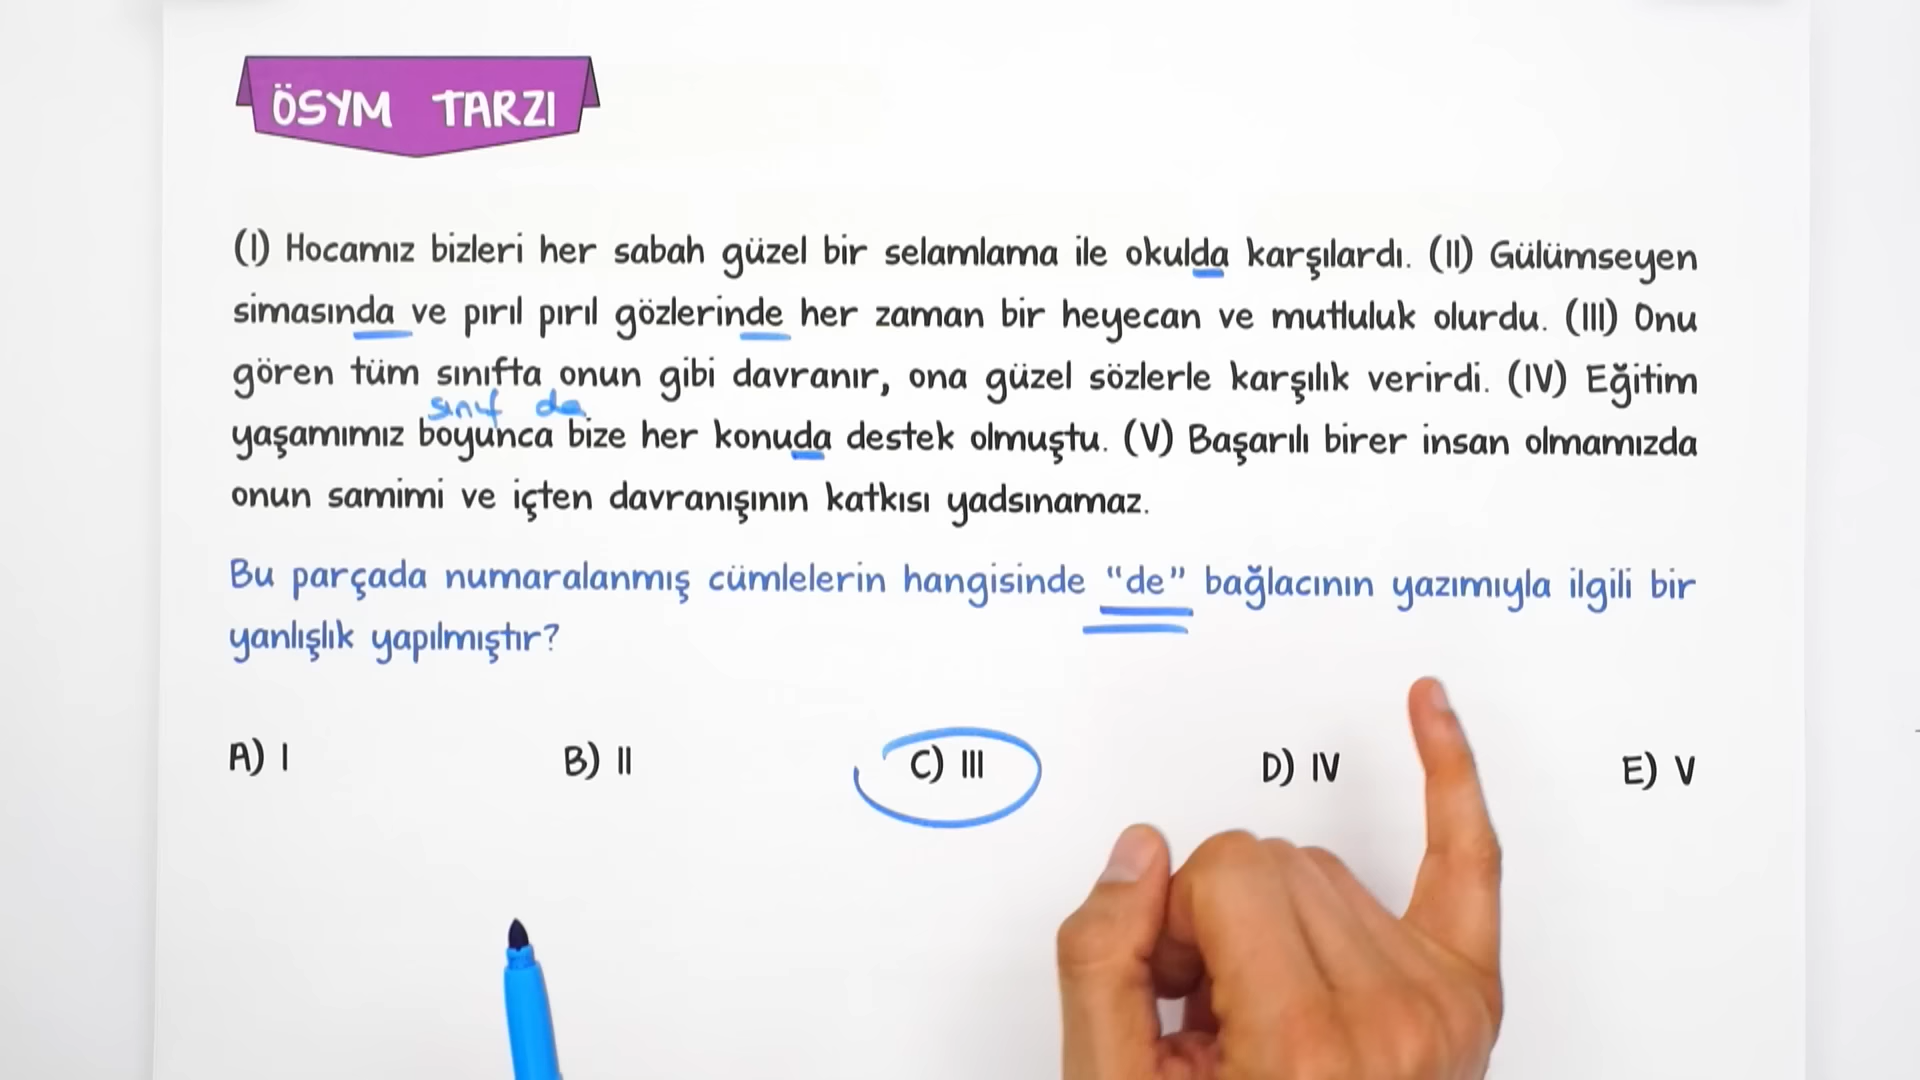 ÖSYM TARZI
(I) Hocamız bizleri her sabah güzel bir selamlama ile okulda karşılardı. (II) Gülümseyen
simasında ve pırıl pırıl gözlerinde her zaman bir heyecan ve mutluluk olurdu. (III) Onu
gören tüm sınıfta onun gibi davranır, ona güzel sözlerle karşılık verirdi. (IV) Eğitim
sınıf da
yaşamımız boyunca bize her konuda destek olmuştu. (V) Başarılı birer insan olmamızda
onun samimi ve içten davranışının katkısı yadsınamaz.
Bu parçada numaralanmış cümlelerin hangisinde “de” bağlacının yazımıyla ilgili bir
yanlışlık yapılmıştır?
A) I B) II C) III D) IV E) V